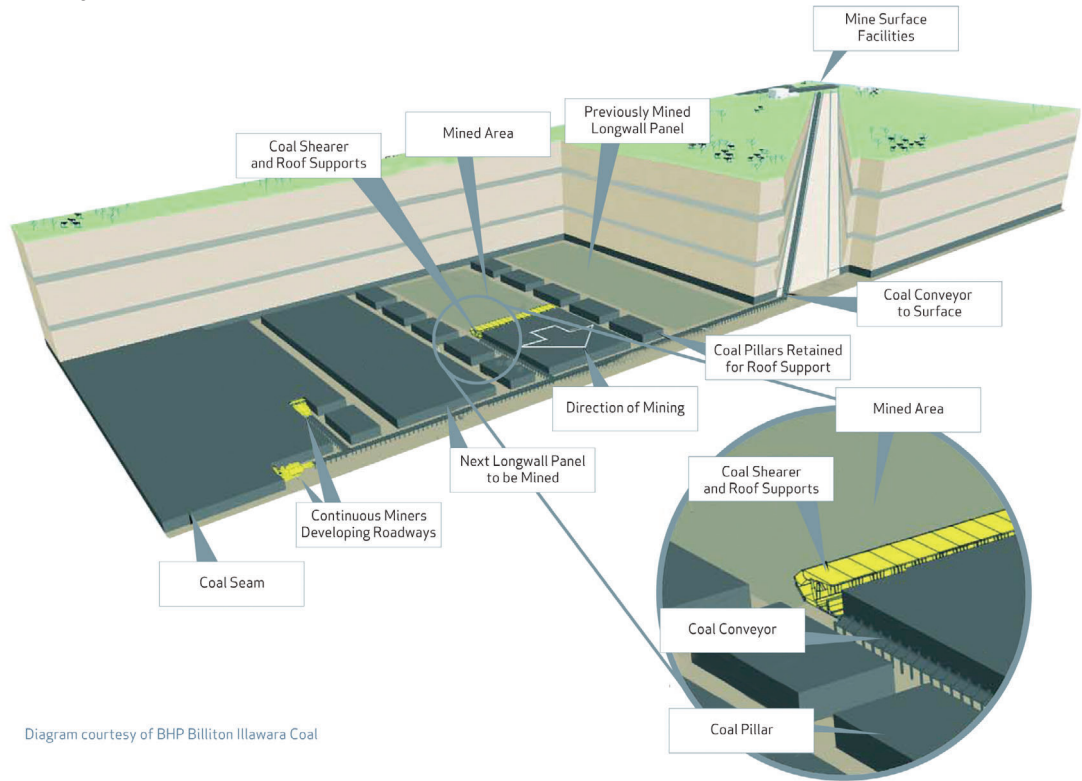 Mine Surface
Facilities
Previously Mined
Longwall Panel
Mined Area
Coal Shearer
and Roof Supports
Coal Conveyor
to Surface
Coal Pillars Retained
for Roof Support
Direction of Mining
Mined Area
Next Longwall Panel
to be Mined
Coal Shearer
and Roof Supports
Continuous Miners
Developing Roadways
Coal Seam
Coal Conveyor
Coal Pillar
Diagram courtesy of BHP Billiton Illawara Coal